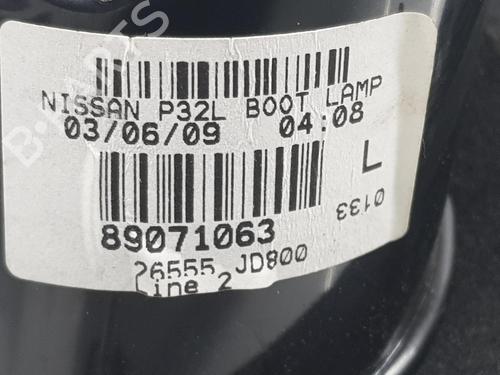 B-PARTS
NISSAN P32L BOOT LAMP
03/06/09 04:08
L
0133
89071063
26555 JD800
Line 2